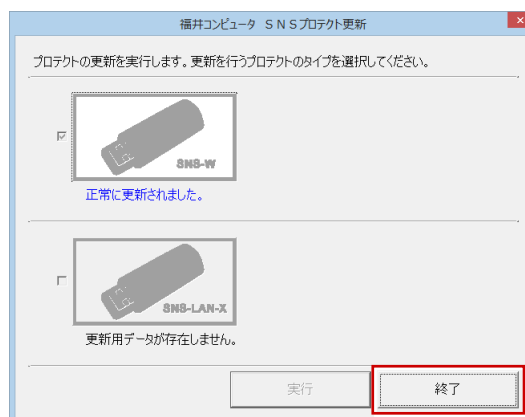 福井コンピュータ SNSプロテクト更新
プロテクトの更新を実行します。更新を行うプロテクトのタイプを選択してください。
SNS-W
正常に更新されました。
SNS-LAN-X
更新用データが存在しません。
実行
終了